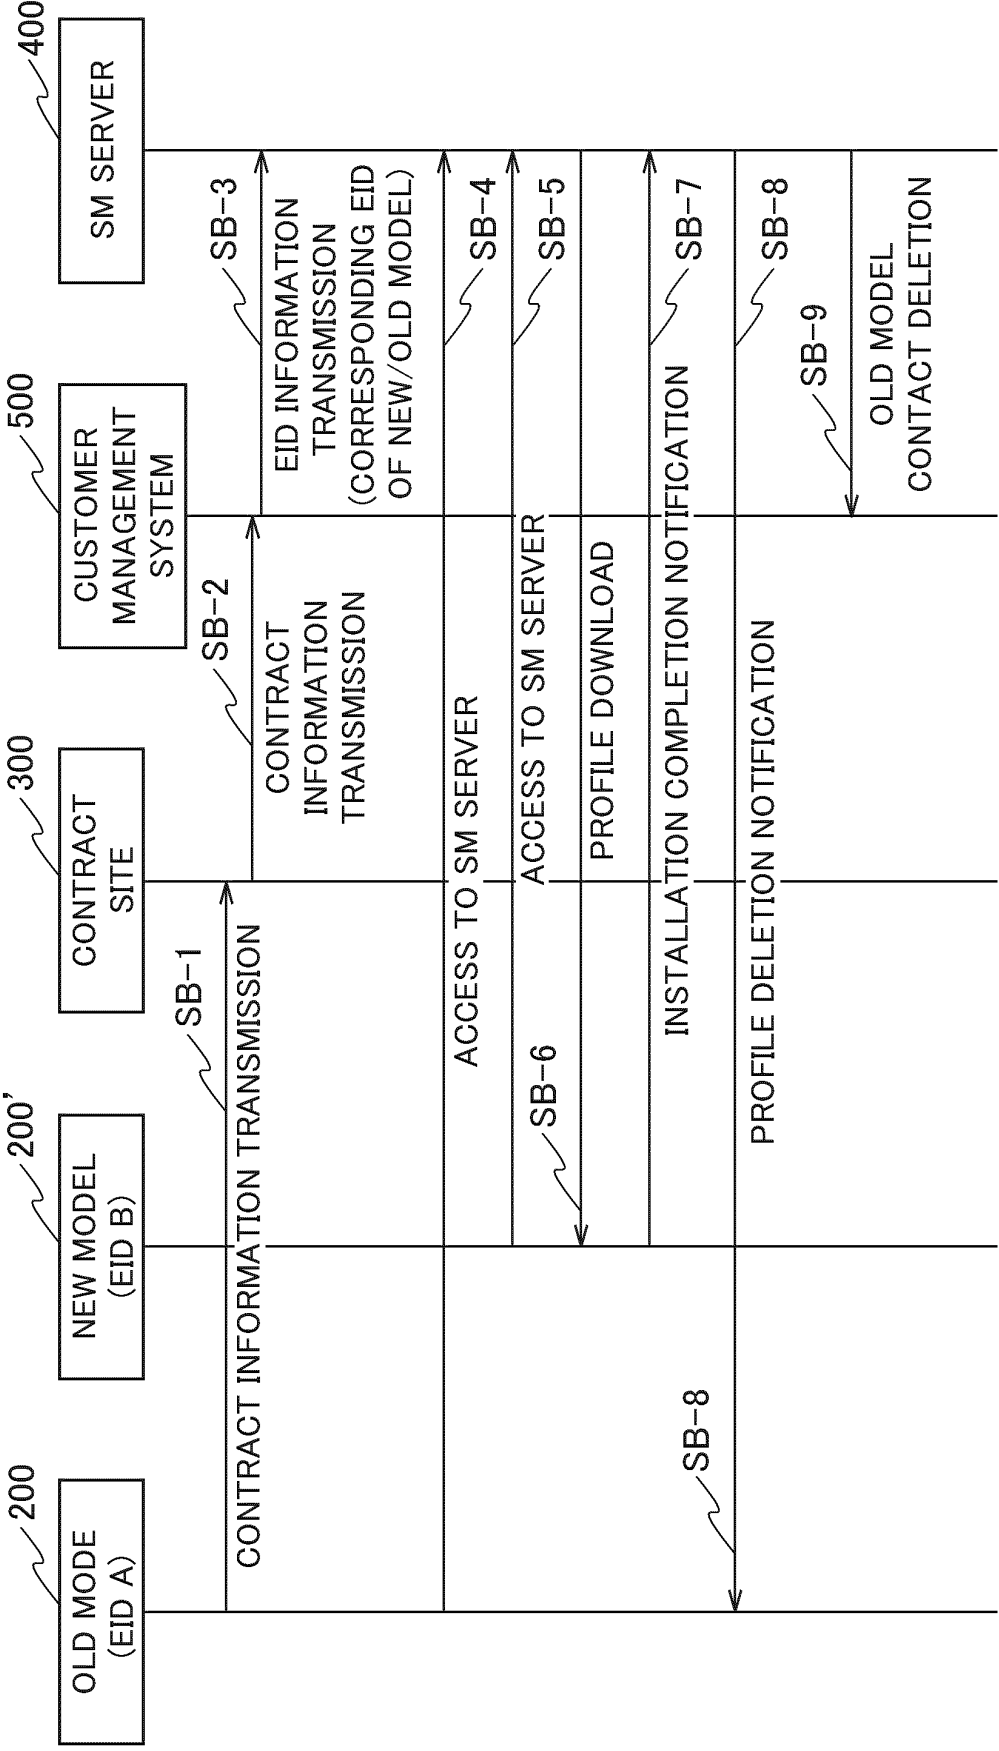 200
OLD MODE
(EID A)
200'
NEW MODEL
(EID B)
300
CONTRACT
SITE
500
CUSTOMER
MANAGEMENT
SYSTEM
400
SM SERVER
SB-1
CONTRACT INFORMATION TRANSMISSION
SB-2
CONTRACT
INFORMATION
TRANSMISSION
SB-3
EID INFORMATION
TRANSMISSION
(CORRESPONDING EID
OF NEW/OLD MODEL)
SB-4
ACCESS TO SM SERVER
SB-5
ACCESS TO SM SERVER
SB-6
PROFILE DOWNLOAD
SB-7
INSTALLATION COMPLETION NOTIFICATION
SB-8
SB-8
PROFILE DELETION NOTIFICATION
SB-9
OLD MODEL
CONTACT DELETION